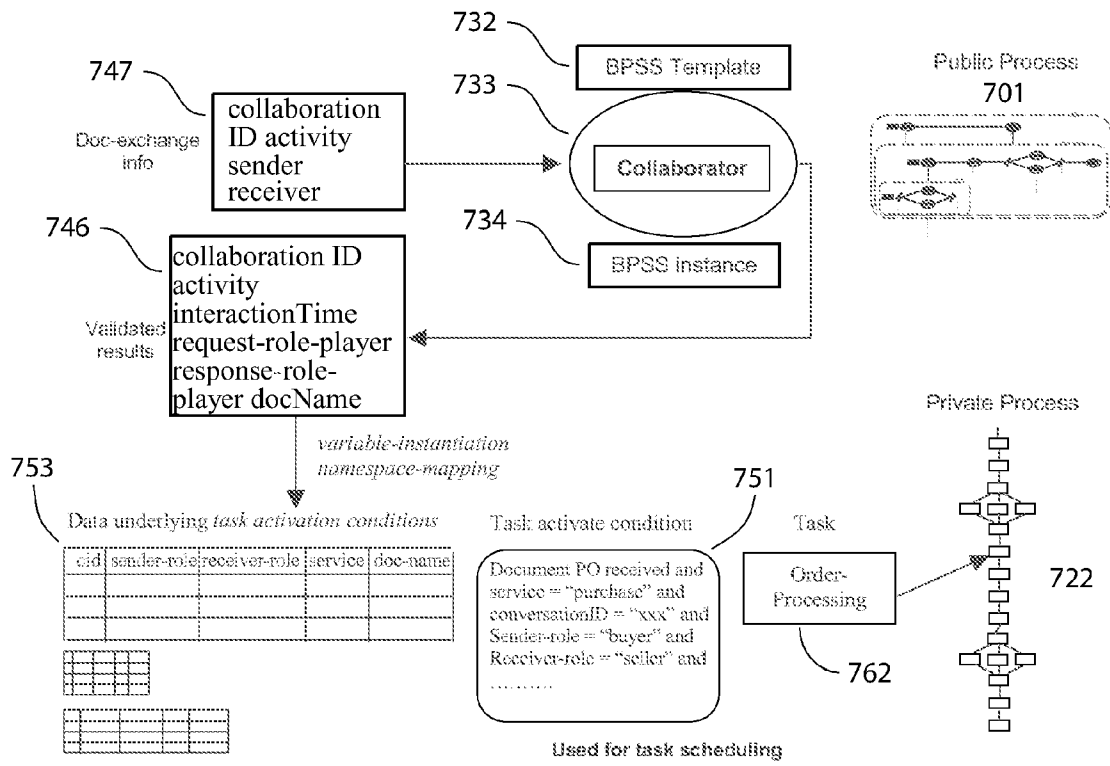 732
BPSS Template
747
733
Public Process
701
Doc-exchange
info
collaboration
ID activity
sender
receiver
Collaborator
746
734
BPSS instance
Validated
results
collaboration ID
activity
interactionTime
request-role-player
response-role-
player docName
Private Process
variable-instantiation
namespace-mapping
753
751
Data underlying task activation conditions
Task activate condition
Task
cid sender-role receiver-role service doc-name
Document PO received and
service = “purchase” and
conversationID = “xxx” and
Sender-role = “buyer” and
Receiver-role = “seller” and
..........
Order-
Processing
722
762
Used for task scheduling